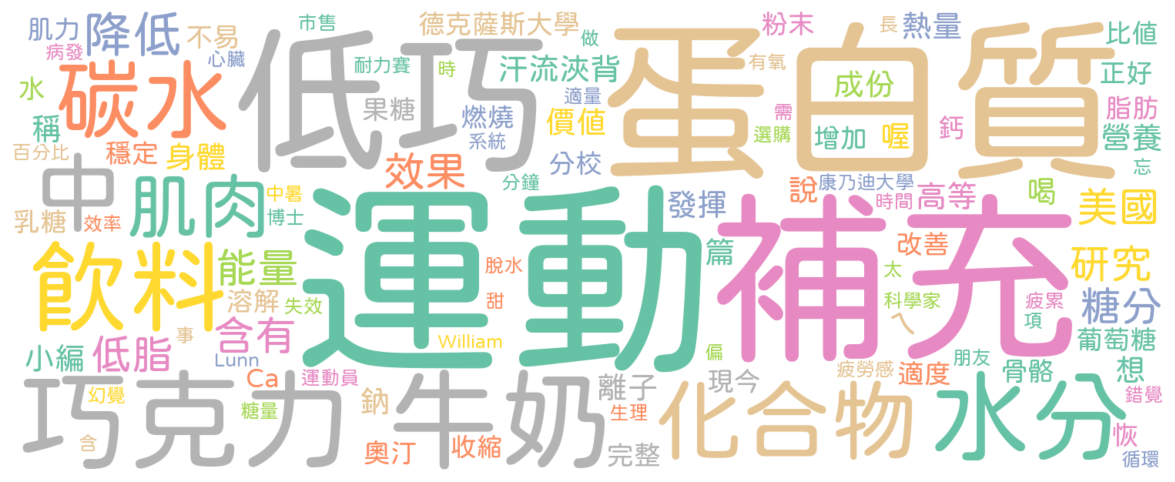 肌力 降低 不易 市售 德克薩斯大學 做 粉末 長 熱量 比值
病發 心臟 耐力賽 時 汗流浹背 有氧 成份 正好
水 碳水 低巧 蛋白質
稱 果糖 燃燒 適量 價值 需 增加 喔 鈣 脂肪
百分比 穩定 身體 系統 選購 營養
中 效果 分校 忘
肌肉 中暑 分鐘 發揮 說 康乃迪大學 喝
乳糖 效率 博士 時間 高等 美國
飲料 運動 補充
能量 脫水 篇 改善 研究
溶解 失效 甜 太 科學家 疲累 糖分
事 含有 William ㄟ 項 葡萄糖
小編 低脂 Lunn 偏 朋友
Ca 運動員 離子 現今 疲勞感 適度 骨骼 想
幻覺 巧克力 牛奶 化合物 水分 錯覺
糖量 鈉 生理 恢
含 奧汀 收縮 完整 循環